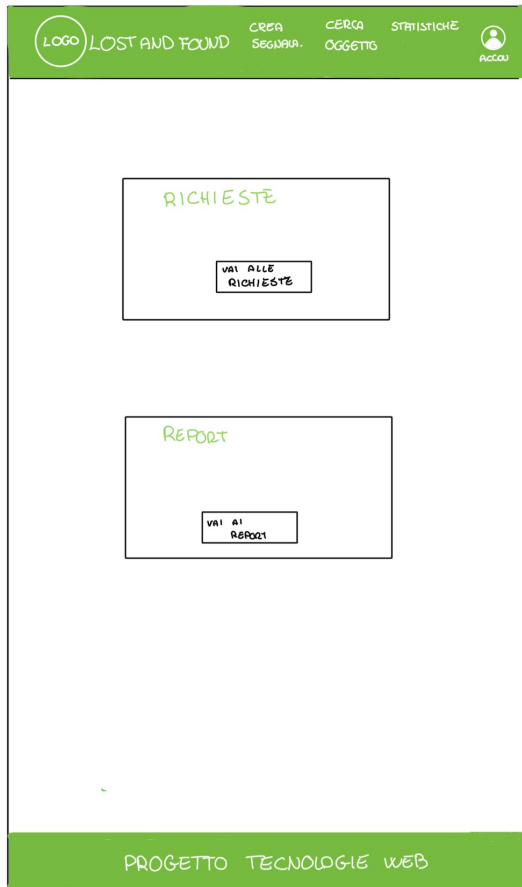 LOGO LOST AND FOUND
CREA
SEGNALA.
CERCA
OGGETTO
STATISTICHE
ACCOU
RICHIESTE
VAI ALLE
RICHIESTE
REPORT
VAI AI
REPORT
PROGETTO TECNOLOGIE WEB